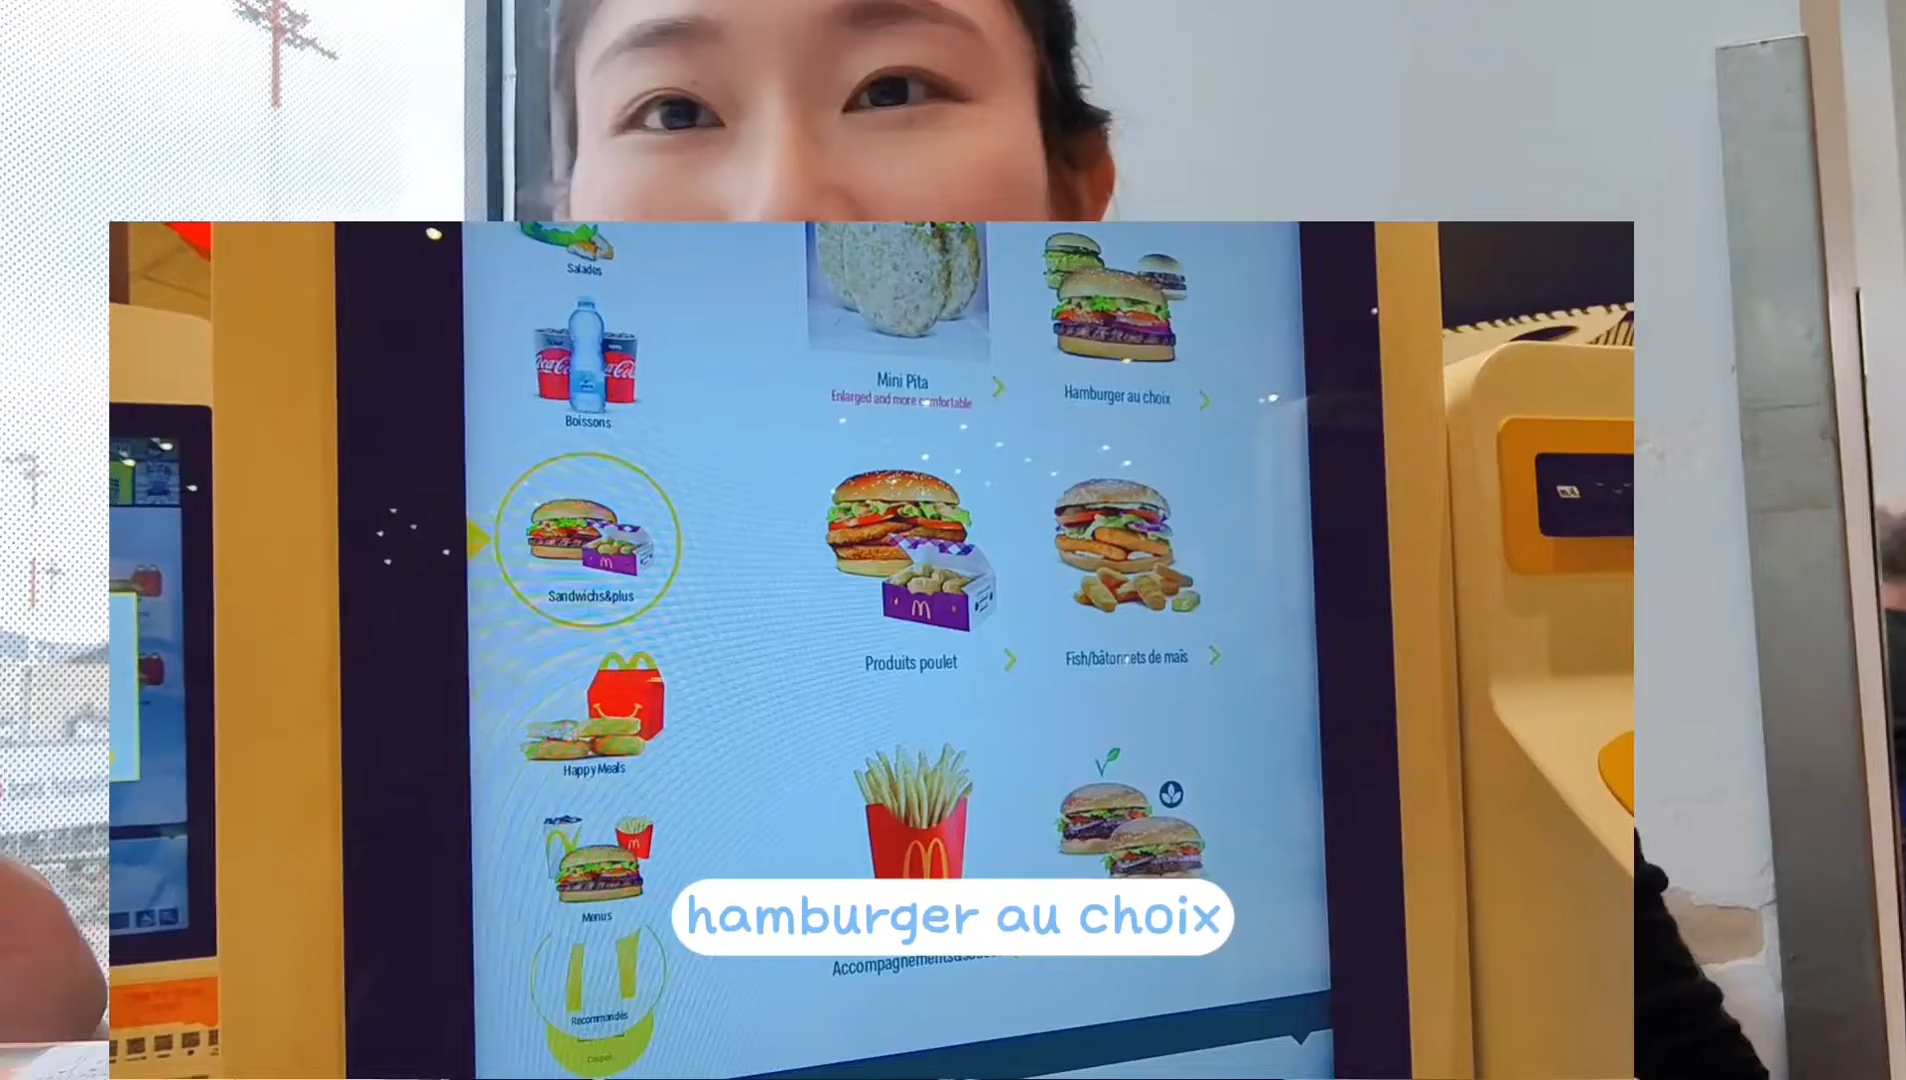 Salades
Boissons
Sandwichs&plus
Happy Meals
Menus
Recommandés
Coupes
Mini Pita
Enlarged and more comfortable
Hamburger au choix
Produits poulet
Fish/bâtonnets de maïs
hamburger au choix